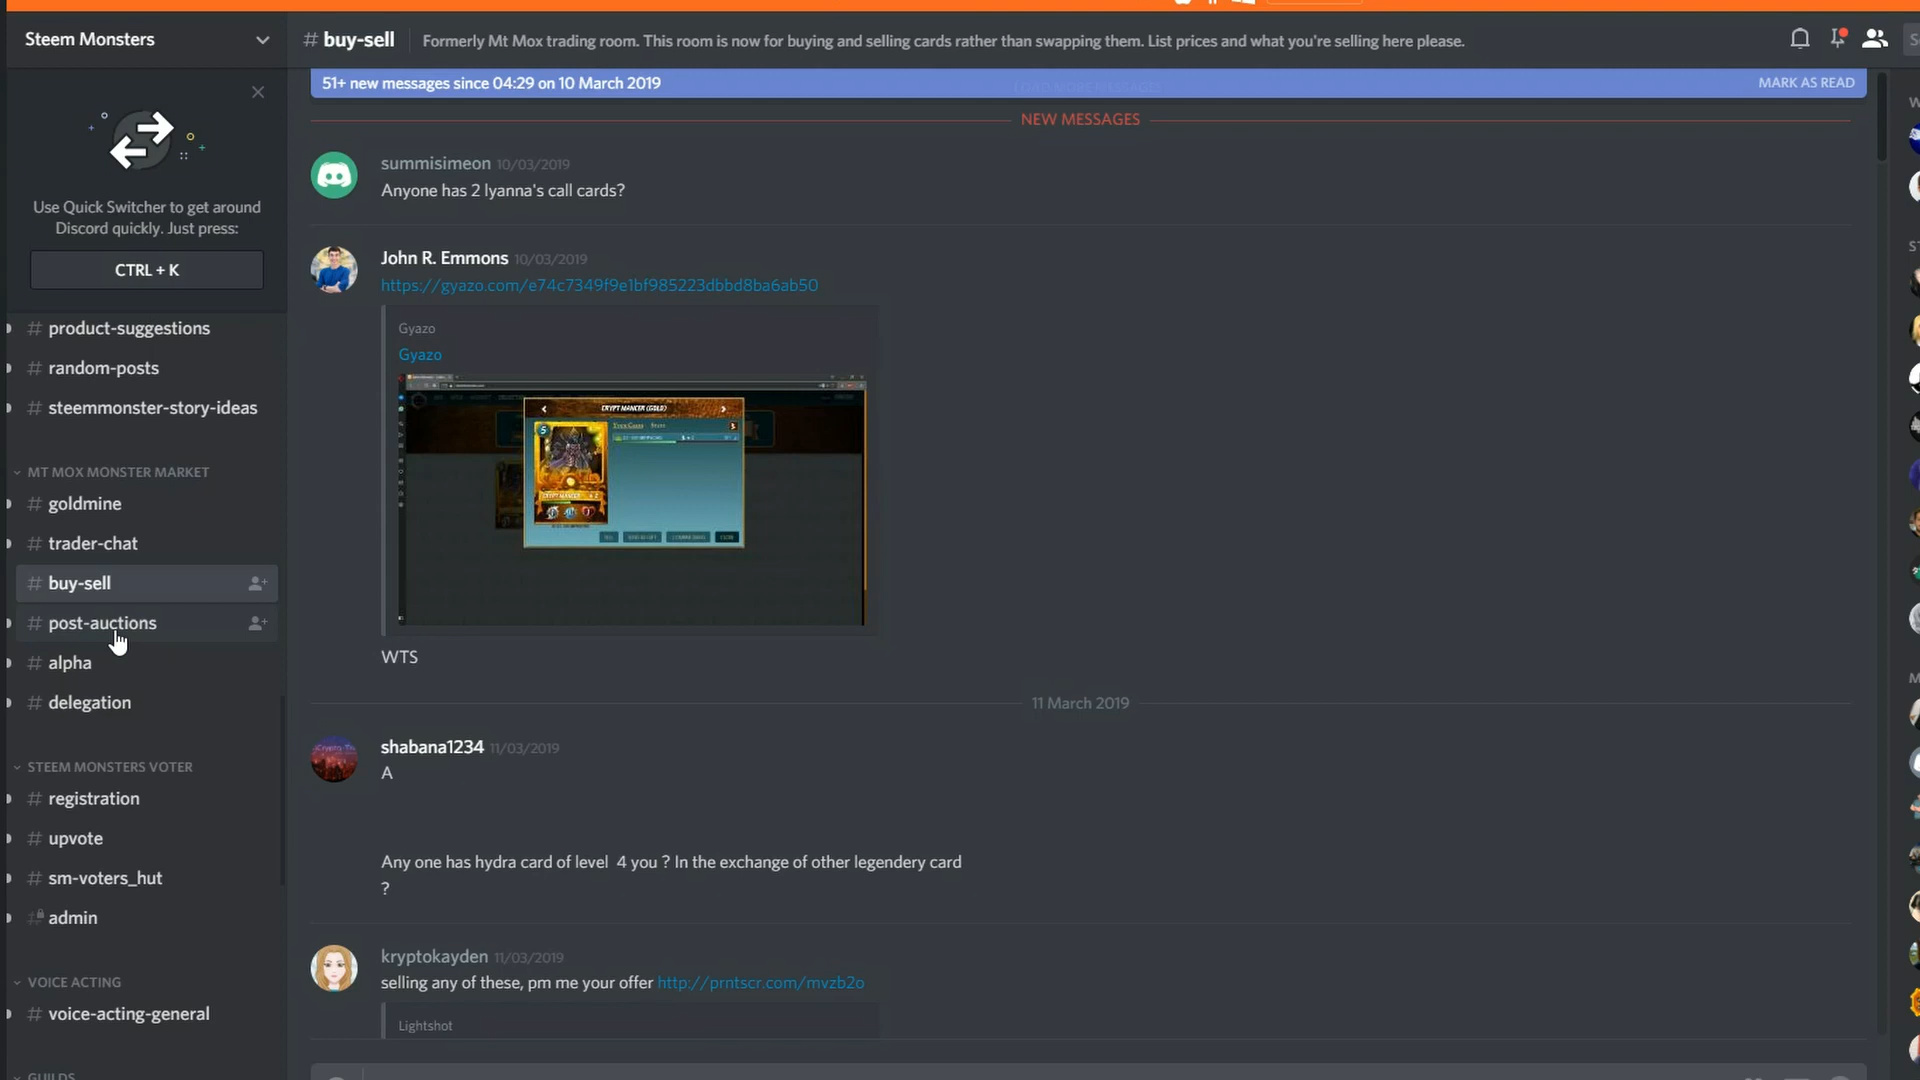 Steem Monsters
# buy-sell
Formerly Mt Mox trading room. This room is now for buying and selling cards rather than swapping them. List prices and what you're selling here please.
51+ new messages since 04:29 on 10 March 2019
MARK AS READ
NEW MESSAGES
Use Quick Switcher to get around
Discord quickly. Just press:
CTRL + K
# product-suggestions
# random-posts
# steemmonster-story-ideas
MT MOX MONSTER MARKET
# goldmine
# trader-chat
# buy-sell
# post-auctions
# alpha
# delegation
STEEM MONSTERS VOTER
# registration
# upvote
# sm-voters_hut
# admin
VOICE ACTING
# voice-acting-general
GUILDS
summisimeon 10/03/2019
Anyone has 2 lyanna's call cards?
John R. Emmons 10/03/2019
https://gyazo.com/e74c7349f9e1bf985223dbbd8ba6ab50
Gyazo
Gyazo
CRYPT MANCER (GOLD)
5
CRYPT MANCER
WTS
11 March 2019
shabana1234 11/03/2019
A
Any one has hydra card of level 4 you ? In the exchange of other legendery card
?
kryptokayden 11/03/2019
selling any of these, pm me your offer http://prntscr.com/mvzb2o
Lightshot